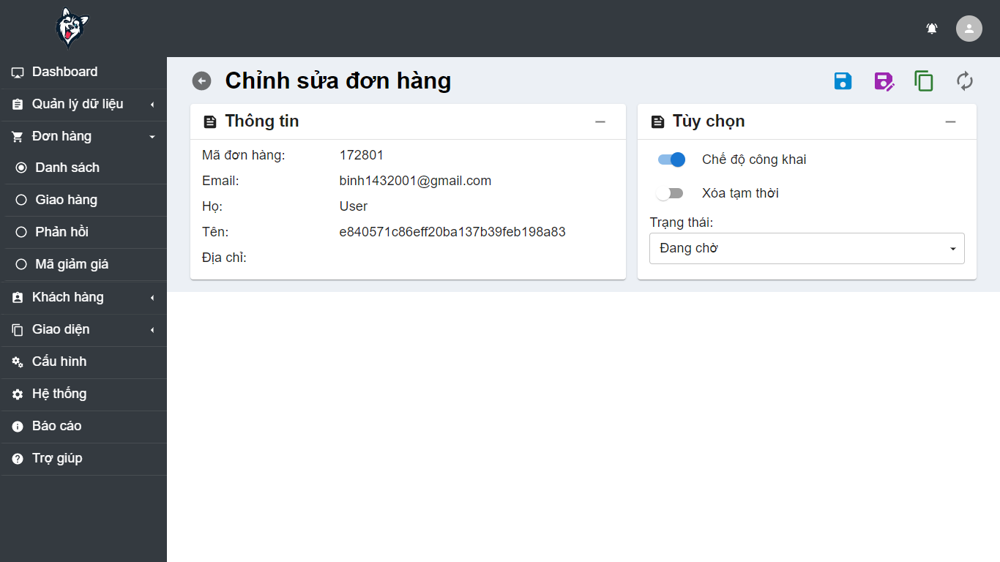 Dashboard
Quản lý dữ liệu
Đơn hàng
Danh sách
Giao hàng
Phản hồi
Mã giảm giá
Khách hàng
Giao diện
Cấu hình
Hệ thống
Báo cáo
Trợ giúp
Chỉnh sửa đơn hàng
Thông tin
Mã đơn hàng: 172801
Email: binh1432001@gmail.com
Họ: User
Tên: e840571c86eff20ba137b39feb198a83
Địa chỉ:
Tùy chọn
Chế độ công khai
Xóa tạm thời
Trạng thái:
Đang chờ